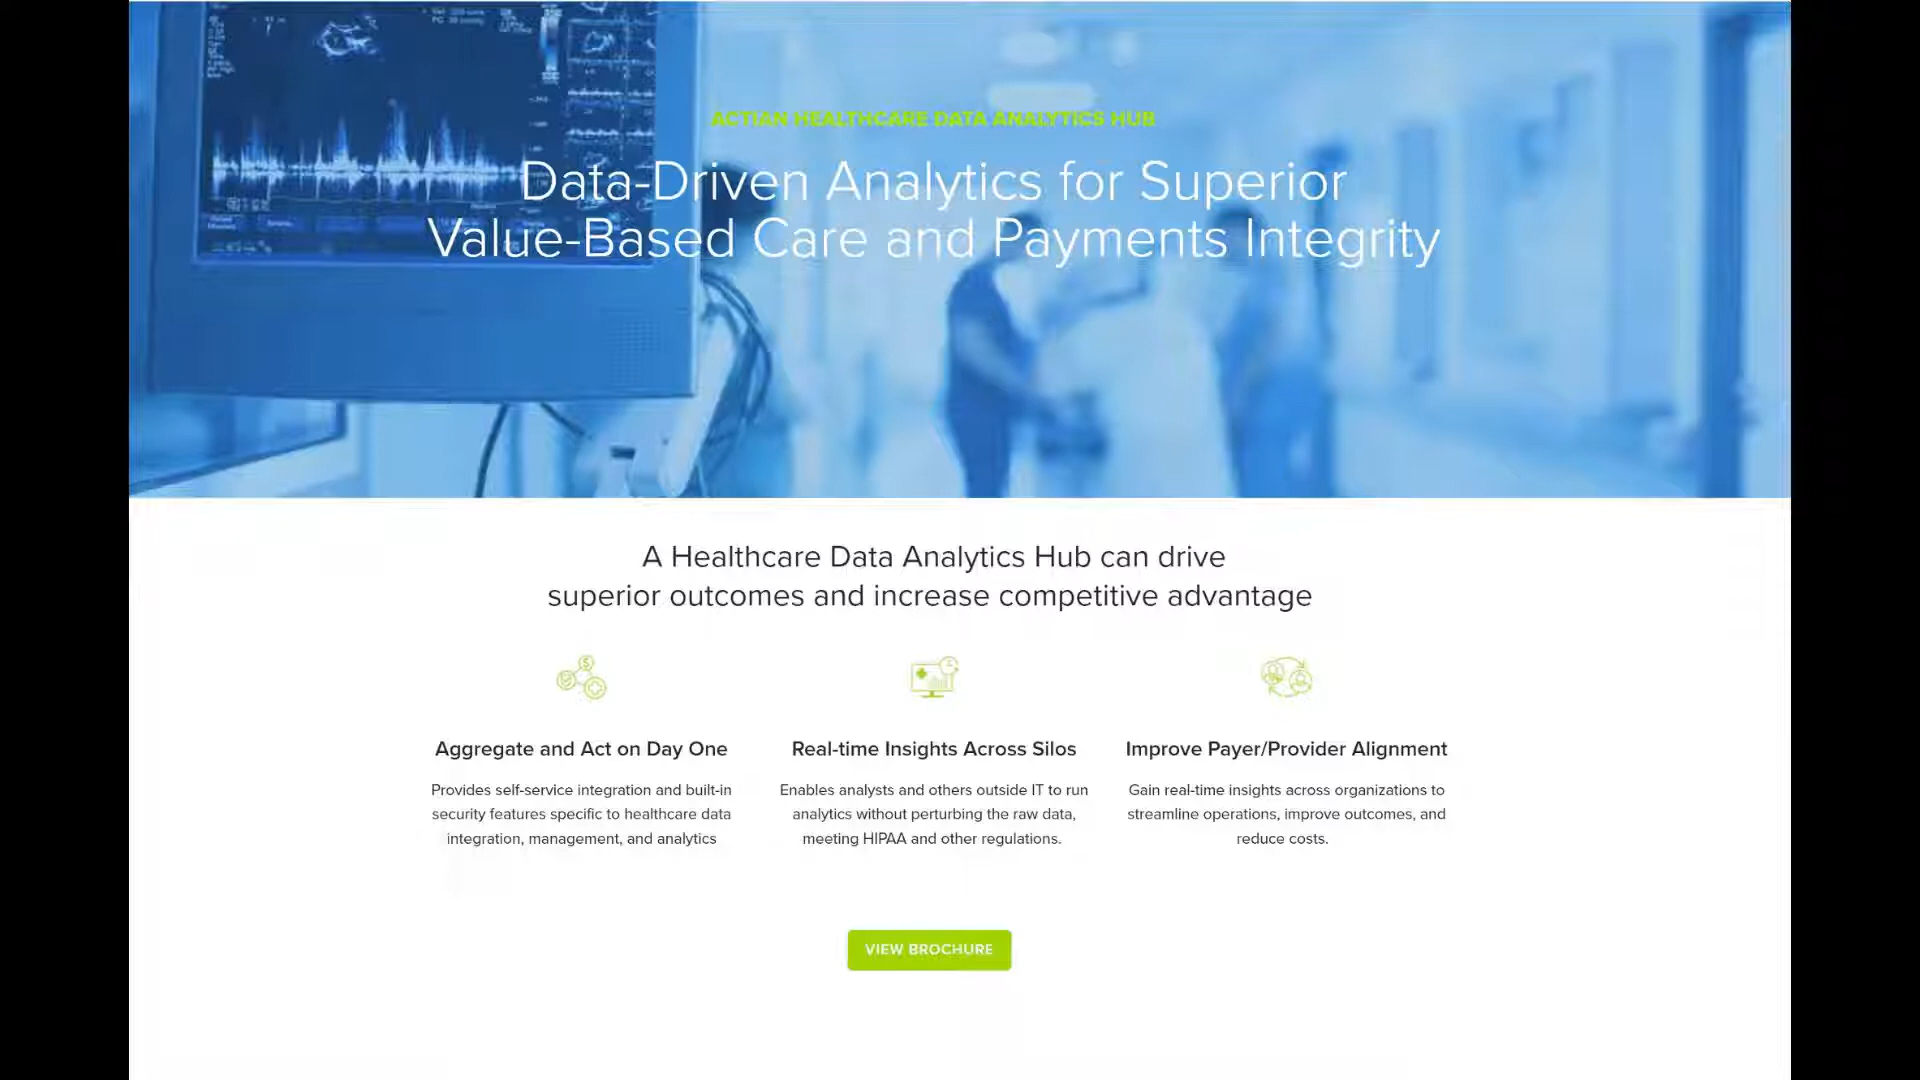 ACTIAN HEALTHCARE DATA ANALYTICS HUB
Data-Driven Analytics for Superior
Value-Based Care and Payments Integrity
A Healthcare Data Analytics Hub can drive
superior outcomes and increase competitive advantage
Aggregate and Act on Day One
Provides self-service integration and built-in
security features specific to healthcare data
integration, management, and analytics
Real-time Insights Across Silos
Enables analysts and others outside IT to run
analytics without perturbing the raw data,
meeting HIPAA and other regulations.
Improve Payer/Provider Alignment
Gain real-time insights across organizations to
streamline operations, improve outcomes, and
reduce costs.
VIEW BROCHURE